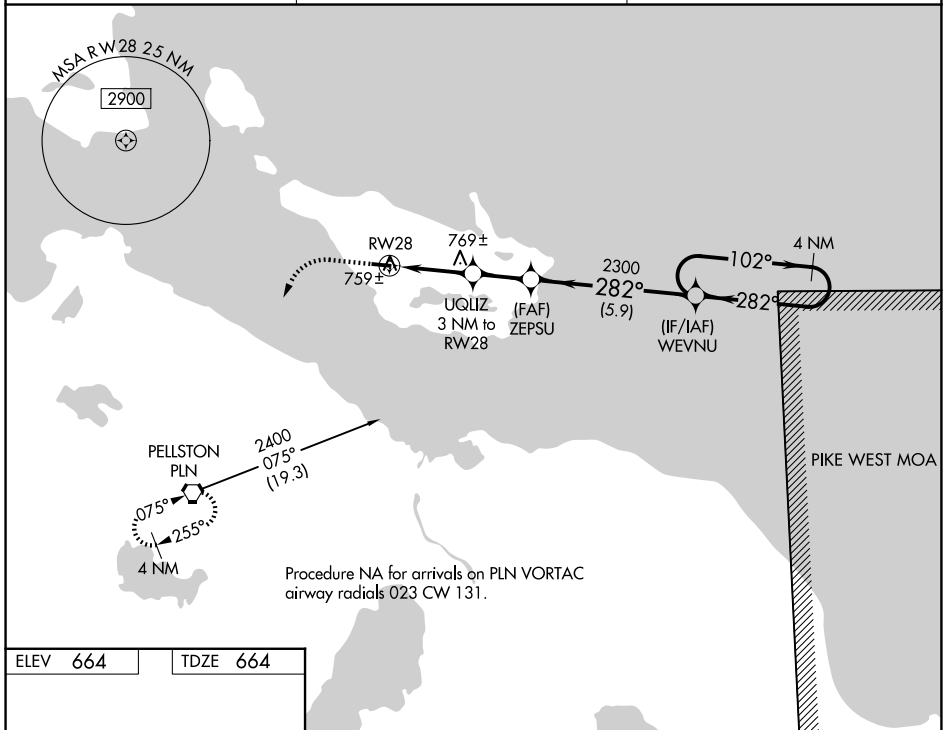 MSA RW28 25 NM
2900
RW28
759±
769±
UQLIZ
3 NM to
RW28
(FAF)
ZEPSU
2300
282°
(5.9)
(IF/IAF)
WEVNU
102°
4 NM
282°
PIKE WEST MOA
PELLSTON
PLN
2400
075°
(19.3)
075°
255°
4 NM
Procedure NA for arrivals on PLN VORTAC
airway radials 023 CW 131.
ELEV 664
TDZE 664